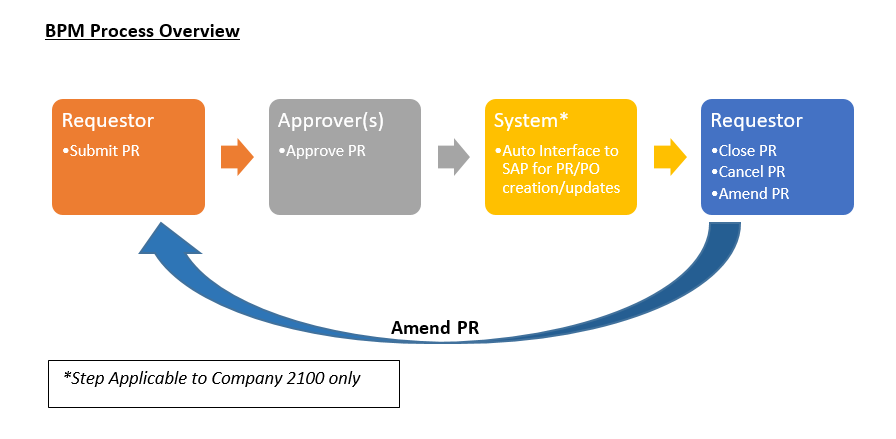 BPM Process Overview
Requestor
•Submit PR
Approver(s)
•Approve PR
System*
•Auto Interface to
SAP for PR/PO
creation/updates
Requestor
•Close PR
•Cancel PR
•Amend PR
Amend PR
*Step Applicable to Company 2100 only